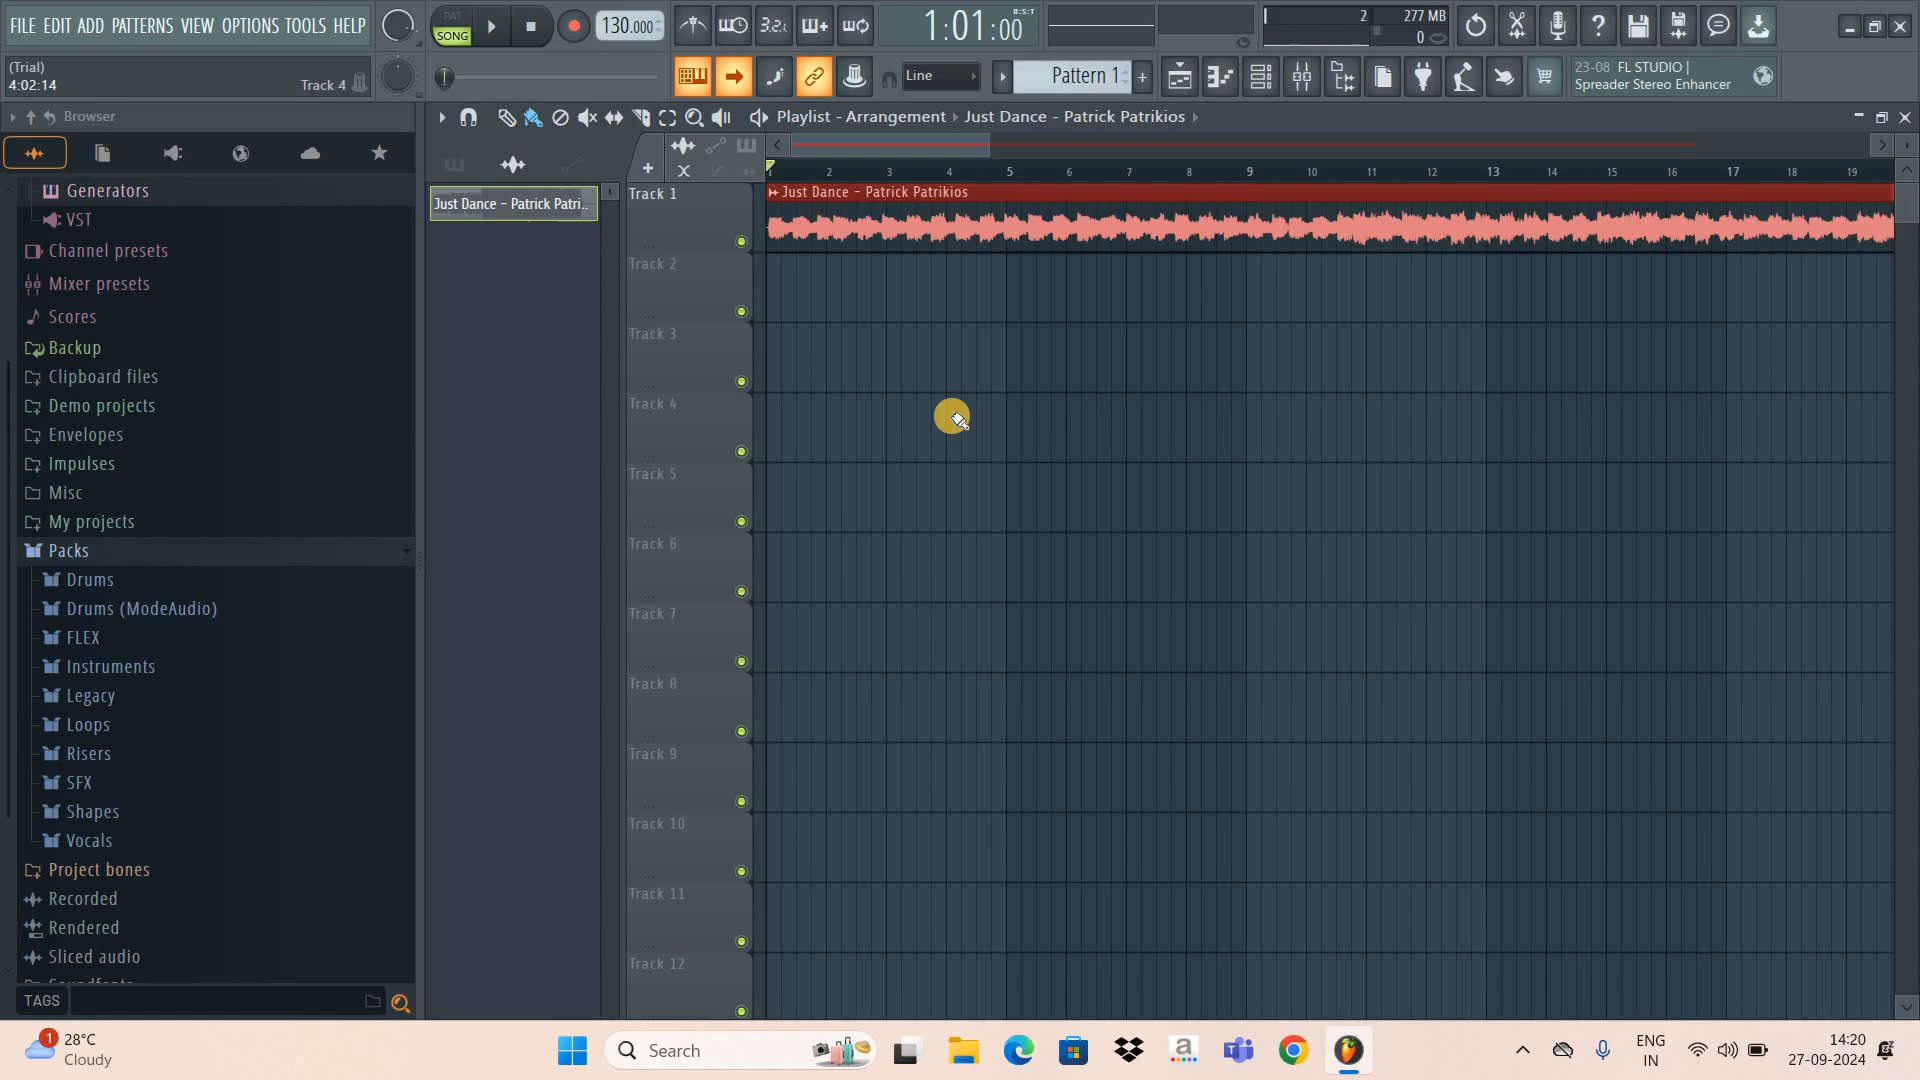 FILE EDIT ADD PATTERNS VIEW OPTIONS TOOLS HELP
PAT
SONG
130.000
3.2.
1:01:00
B:S:T
2
277 MB
0
(Trial)
4:02:14
Track 4
Line
Pattern 1
23-08 FL STUDIO |
Spreader Stereo Enhancer
Browser
Playlist - Arrangement
Just Dance - Patrick Patrikios
Generators
VST
Channel presets
Mixer presets
Scores
Backup
Clipboard files
Demo projects
Envelopes
Impulses
Misc
My projects
Packs
Drums
Drums (ModeAudio)
FLEX
Instruments
Legacy
Loops
Risers
SFX
Shapes
Vocals
Project bones
Recorded
Rendered
Sliced audio
TAGS
Just Dance - Patrick Patri..
2 3 4 5 6 7 8 9 10 11 12 13 14 15 16 17 18 19
Just Dance - Patrick Patrikios
Track 1
Track 2
Track 3
Track 4
Track 5
Track 6
Track 7
Track 8
Track 9
Track 10
Track 11
Track 12
1
28°C
Cloudy
Search
a
ENG
IN
14:20
27-09-2024